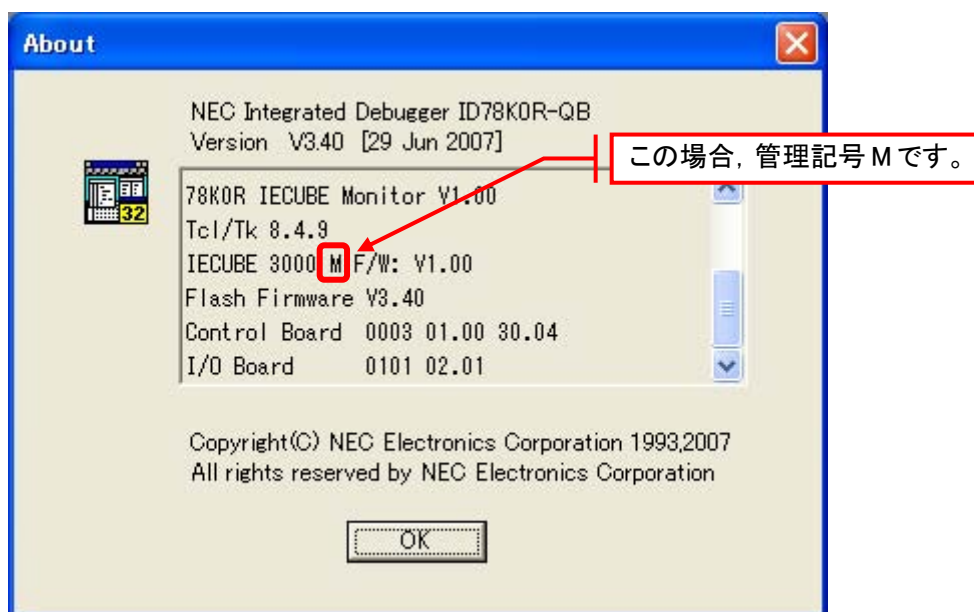 About
NEC Integrated Debugger ID78K0R-QB
Version V3.40 [29 Jun 2007]
この場合，管理記号 M です。
32
78K0R IECUBE Monitor V1.00
Tcl/Tk 8.4.9
IECUBE 3000 M F/W: V1.00
Flash Firmware V3.40
Control Board 0003 01.00 30.04
I/O Board 0101 02.01
Copyright(C) NEC Electronics Corporation 1993,2007
All rights reserved by NEC Electronics Corporation
OK